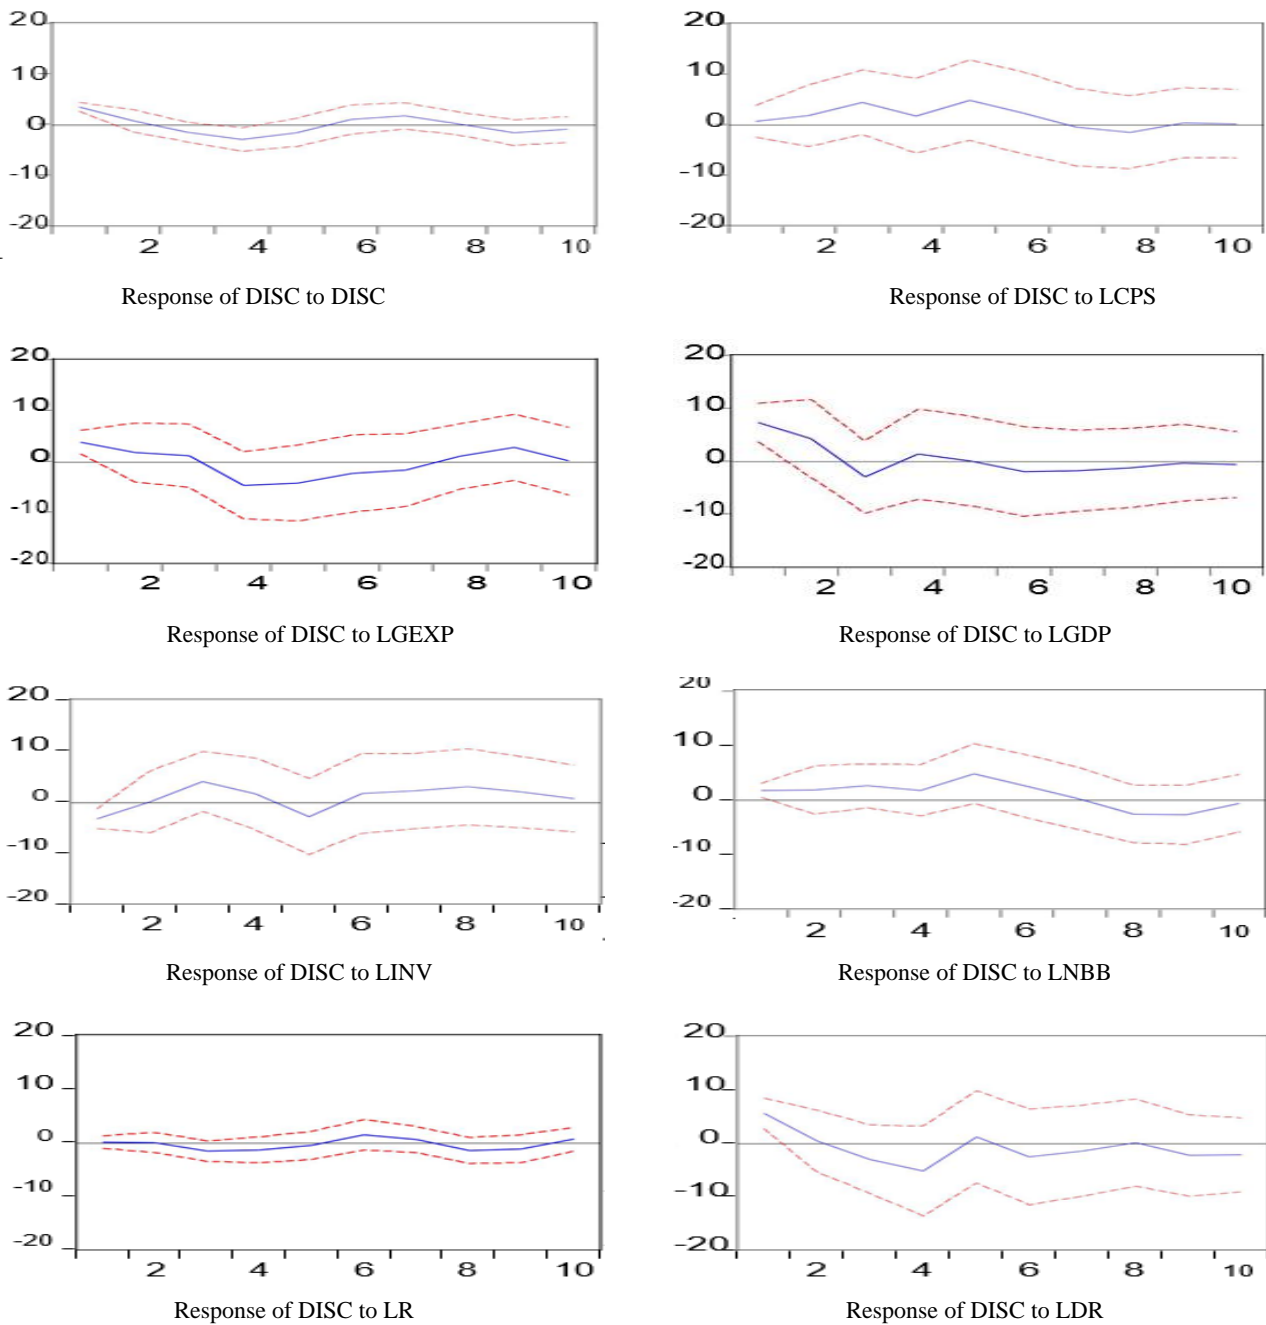 20
10
0
-10
-20
2 4 6 8 10
Response of DISC to DISC
20
10
0
-10
-20
2 4 6 8 10
Response of DISC to LCPS
20
10
0
-10
-20
2 4 6 8 10
Response of DISC to LGEXP
20
10
0
-10
-20
2 4 6 8 10
Response of DISC to LGDP
20
10
0
-10
-20
2 4 6 8 10
Response of DISC to LINV
20
10
0
-10
-20
2 4 6 8 10
Response of DISC to LNBB
20
10
0
-10
-20
2 4 6 8 10
Response of DISC to LR
20
10
0
-10
-20
2 4 6 8 10
Response of DISC to LDR